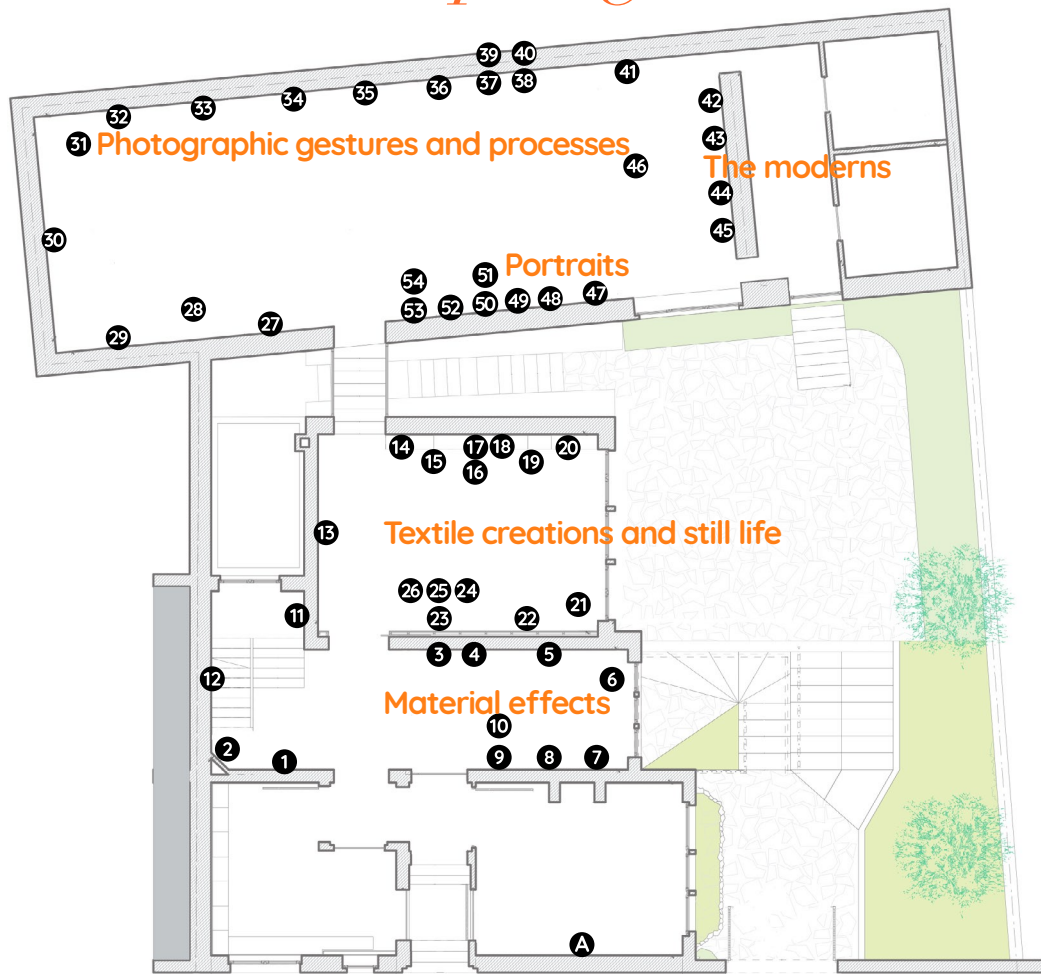 39 40
41
36 37 38
35
34
33
32
42
31 Photographic gestures and processes
43
46 The moderns
44
45
30
Portraits
51
54
47
48
49
50
52
53
28
27
29
14 17 18 20
15 19
16
13 Textile creations and still life
26 25 24
21
11
23 22
3 4 5
12 6
Material effects
10
2
1 9 8 7
A